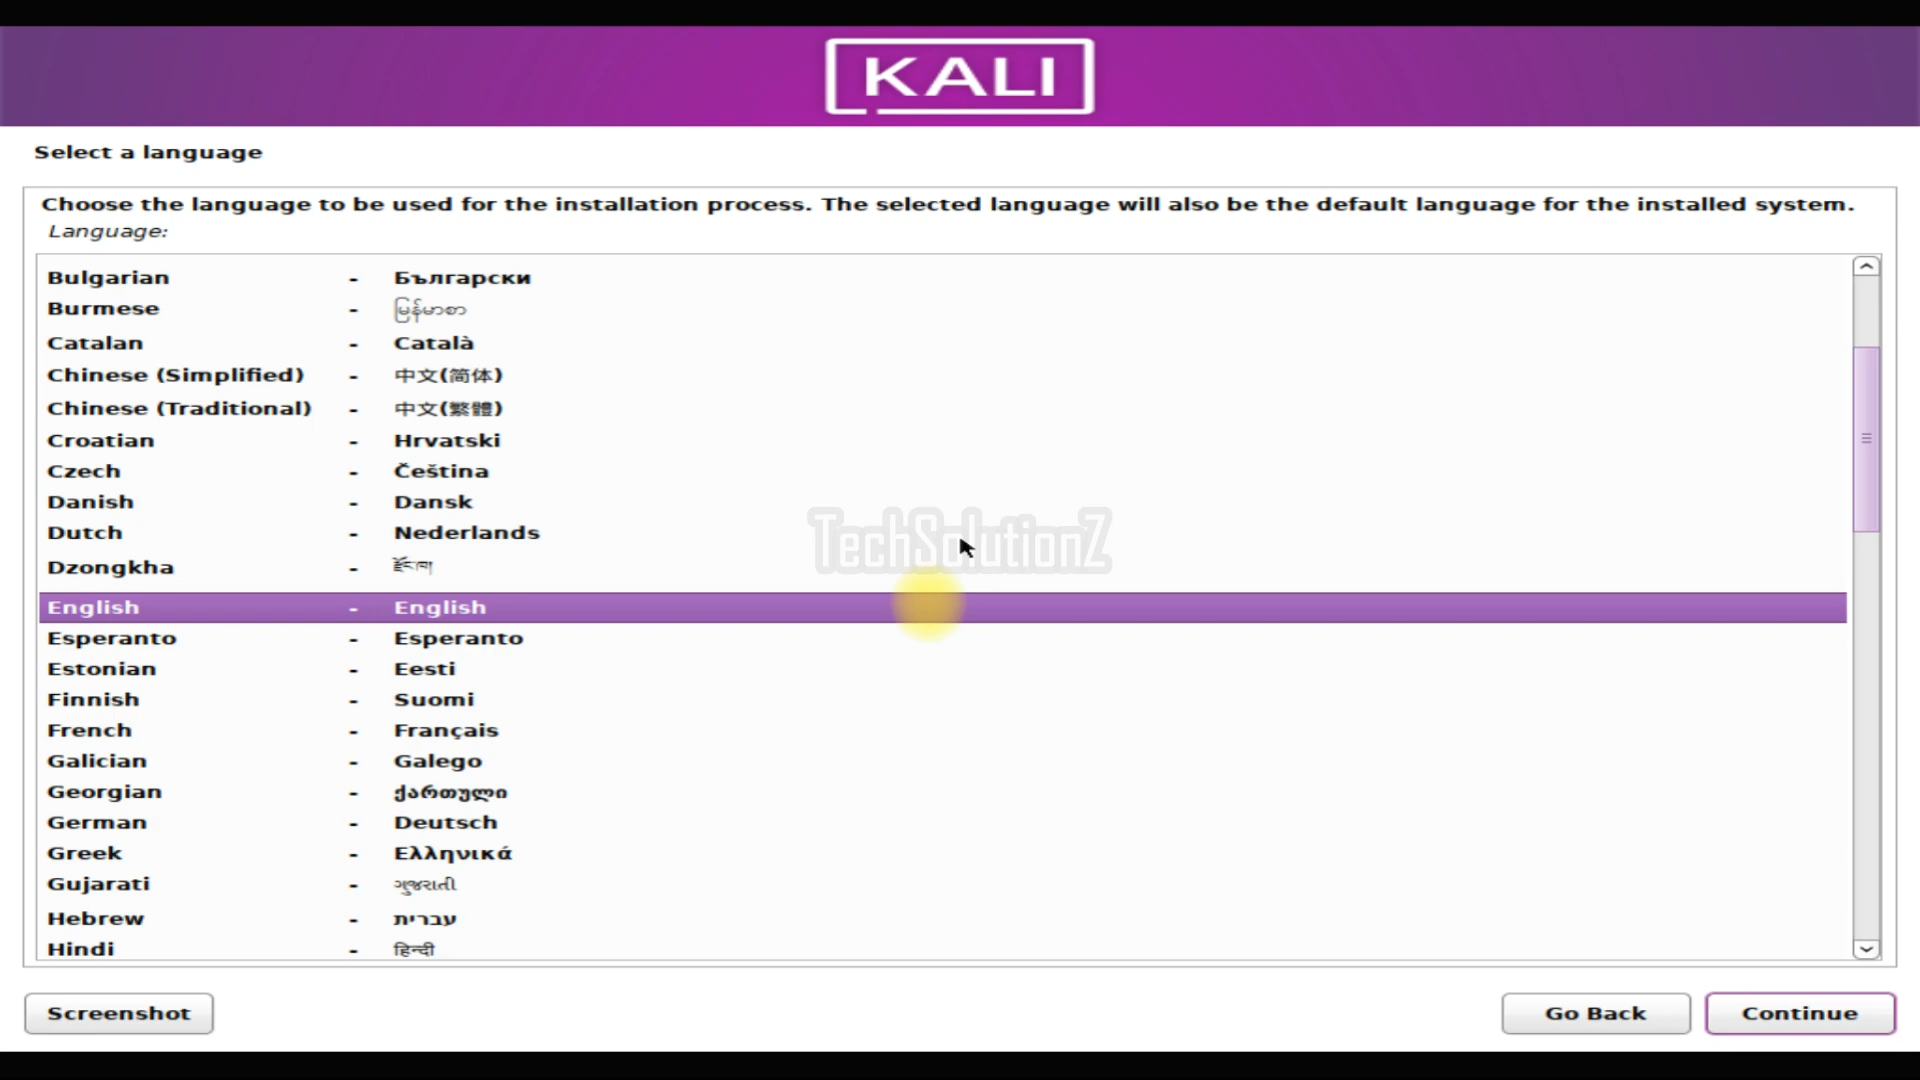 KALI
Select a language
Choose the language to be used for the installation process. The selected language will also be the default language for the installed system.
Language:
Bulgarian - Български
Burmese - မြန်မာစာ
Catalan - Català
Chinese (Simplified) - 中文(简体)
Chinese (Traditional) - 中文(繁體)
Croatian - Hrvatski
Czech - Čeština
Danish - Dansk
Dutch - Nederlands
Dzongkha - རྫོང་ཁ།
English - English
Esperanto - Esperanto
Estonian - Eesti
Finnish - Suomi
French - Français
Galician - Galego
Georgian - ქართული
German - Deutsch
Greek - Ελληνικά
Gujarati - ગુજરાતી
Hebrew - עברית
Hindi - हिन्दी
TechSolutionZ
Screenshot
Go Back
Continue